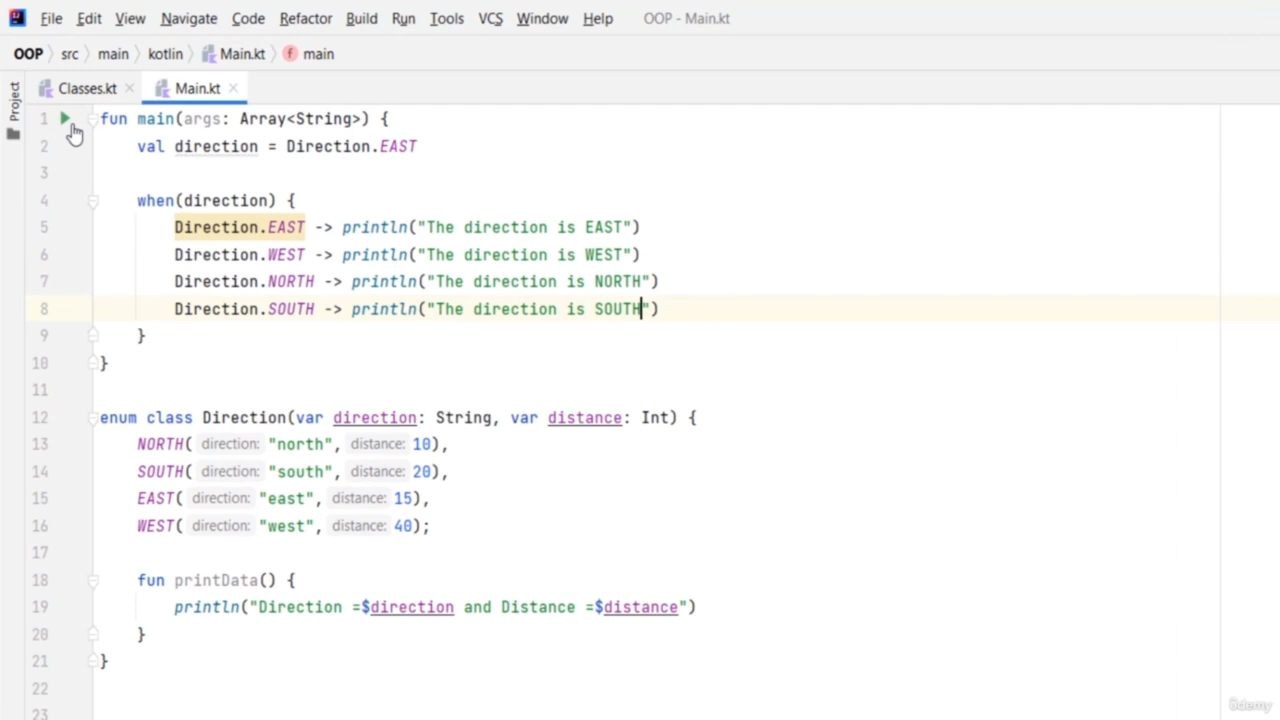 File Edit View Navigate Code Refactor Build Run Tools VCS Window Help OOP - Main.kt
OOP src main kotlin Main.kt f main
Project
Classes.kt Main.kt
1 fun main(args: Array<String>) {
2 val direction = Direction.EAST
3
4 when(direction) {
5 Direction.EAST -> println("The direction is EAST")
6 Direction.WEST -> println("The direction is WEST")
7 Direction.NORTH -> println("The direction is NORTH")
8 Direction.SOUTH -> println("The direction is SOUTH")
9 }
10 }
11
12 enum class Direction(var direction: String, var distance: Int) {
13 NORTH( direction: "north", distance: 10),
14 SOUTH( direction: "south", distance: 20),
15 EAST( direction: "east", distance: 15),
16 WEST( direction: "west", distance: 40);
17
18 fun printData() {
19 println("Direction =$direction and Distance =$distance")
20 }
21 }
22
23
ûdemy